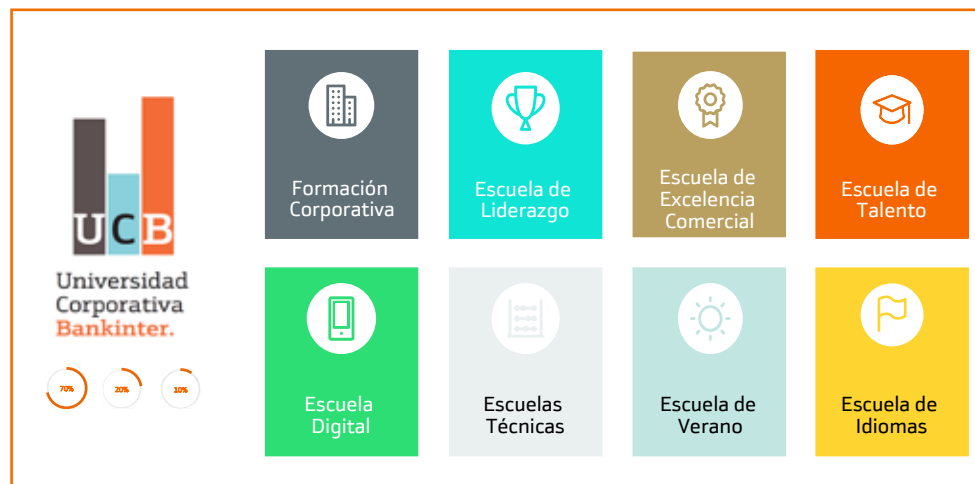 UCB
Universidad
Corporativa
Bankinter.
70%
20%
10%
Formación
Corporativa
Escuela de
Liderazgo
Escuela de
Excelencia
Comercial
Escuela de
Talento
Escuela
Digital
Escuelas
Técnicas
Escuela de
Verano
Escuela de
Idiomas